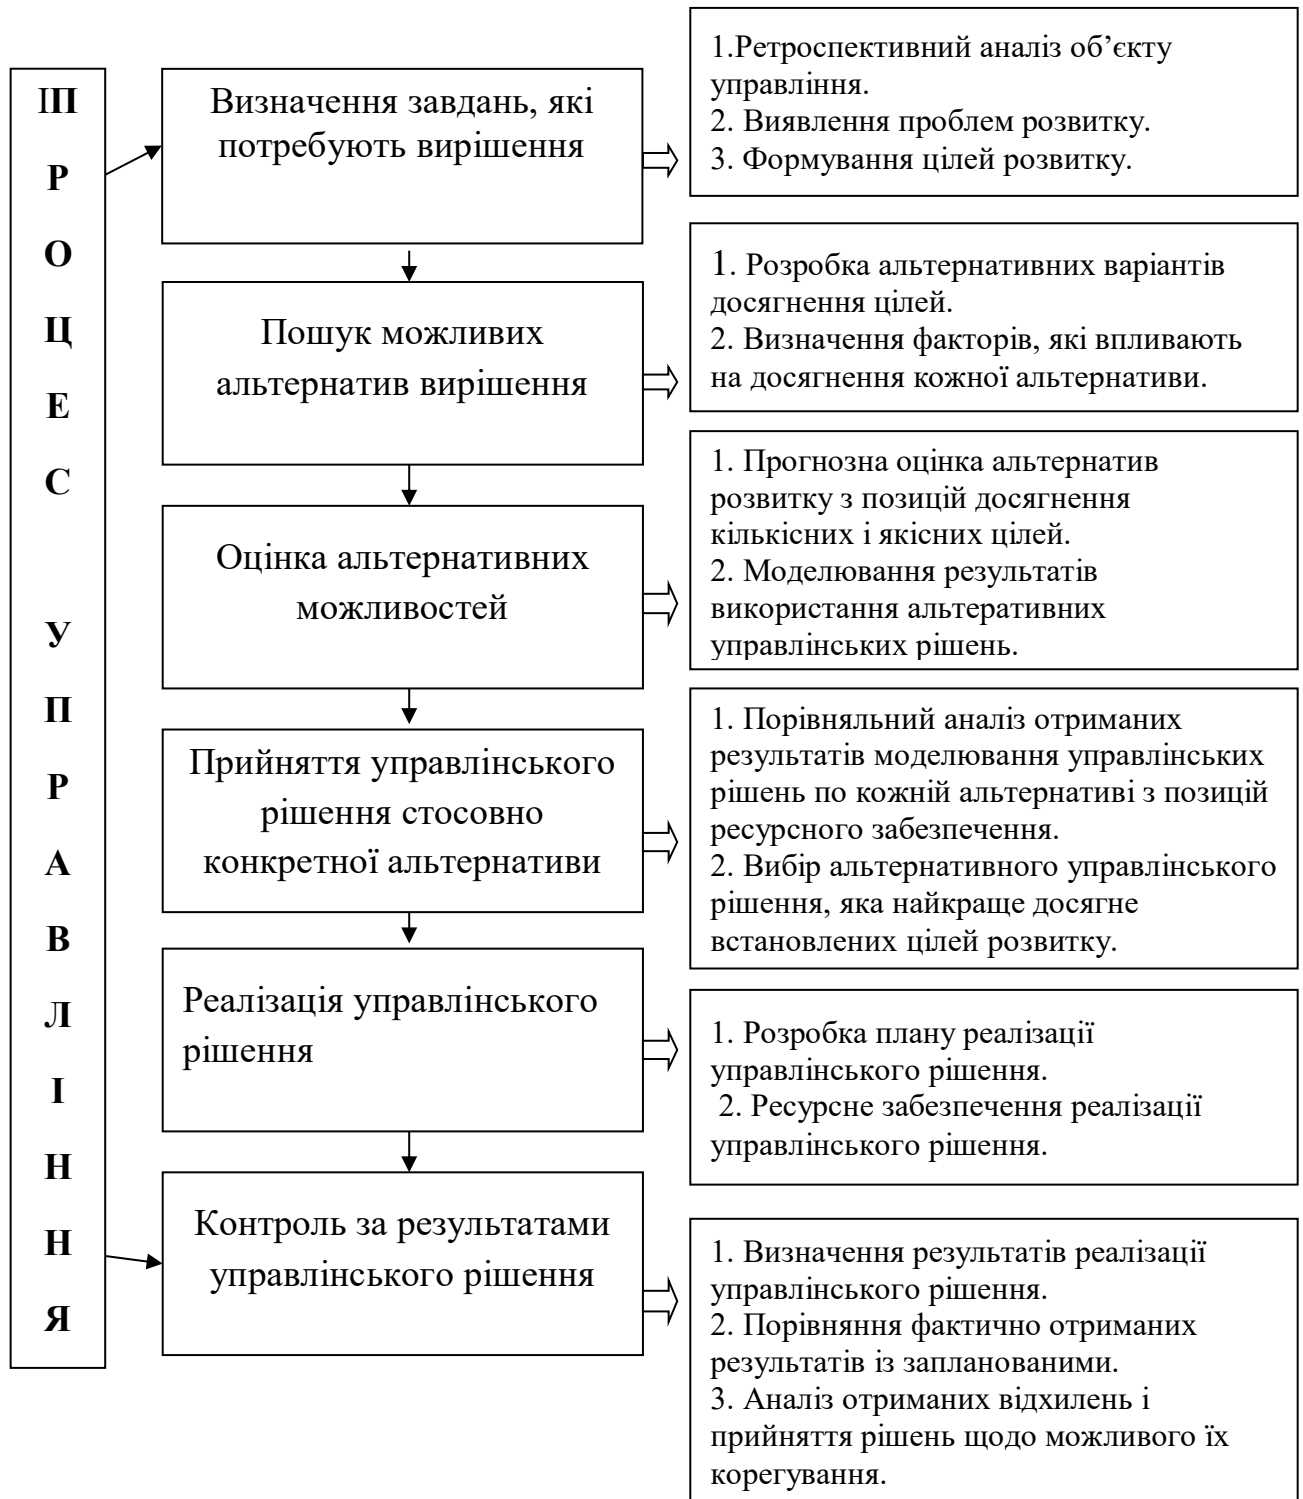 ІП
Р
О
Ц
Е
С
У
П
Р
А
В
Л
І
Н
Н
Я
Визначення завдань, які
потребують вирішення
1.Ретроспективний аналіз об’єкту
управління.
2. Виявлення проблем розвитку.
3. Формування цілей розвитку.
Пошук можливих
альтернатив вирішення
1. Розробка альтернативних варіантів
досягнення цілей.
2. Визначення факторів, які впливають
на досягнення кожної альтернативи.
Оцінка альтернативних
можливостей
1. Прогнозна оцінка альтернатив
розвитку з позицій досягнення
кількісних і якісних цілей.
2. Моделювання результатів
використання альтеративних
управлінських рішень.
Прийняття управлінського
рішення стосовно
конкретної альтернативи
1. Порівняльний аналіз отриманих
результатів моделювання управлінських
рішень по кожній альтернативі з позицій
ресурсного забезпечення.
2. Вибір альтернативного управлінського
рішення, яка найкраще досягне
встановлених цілей розвитку.
Реалізація управлінського
рішення
1. Розробка плану реалізації
управлінського рішення.
2. Ресурсне забезпечення реалізації
управлінського рішення.
Контроль за результатами
управлінського рішення
1. Визначення результатів реалізації
управлінського рішення.
2. Порівняння фактично отриманих
результатів із запланованими.
3. Аналіз отриманих відхилень і
прийняття рішень щодо можливого їх
корегування.